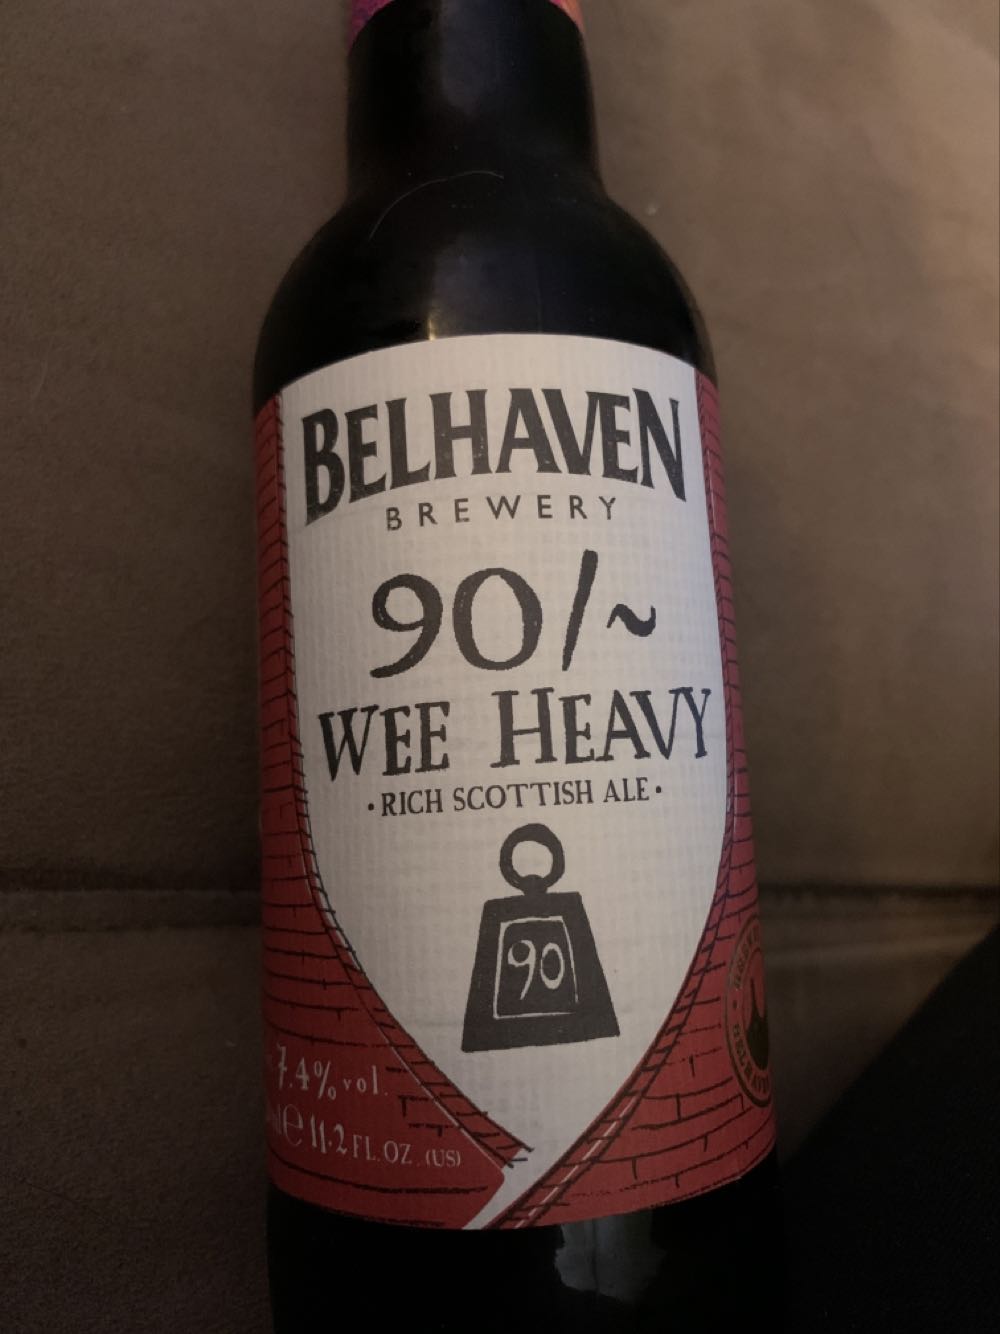 BELHAVEN
BREWERY
90/~
WEE HEAVY
• RICH SCOTTISH ALE •
90
7.4% vol.
e 11.2 FL.OZ. (US)